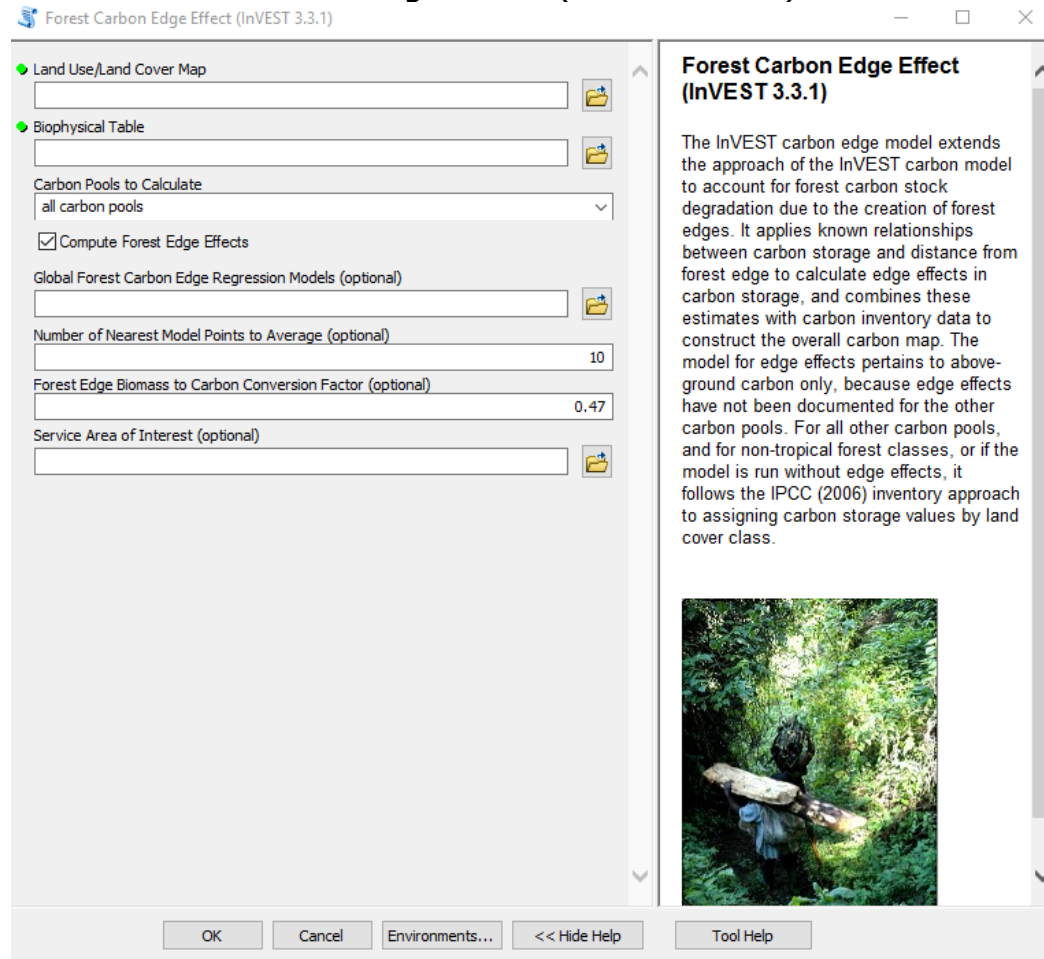 Forest Carbon Edge Effect (InVEST 3.3.1)
Land Use/Land Cover Map
Biophysical Table
Carbon Pools to Calculate
all carbon pools
Compute Forest Edge Effects
Global Forest Carbon Edge Regression Models (optional)
Number of Nearest Model Points to Average (optional)
10
Forest Edge Biomass to Carbon Conversion Factor (optional)
0.47
Service Area of Interest (optional)
Forest Carbon Edge Effect
(InVEST 3.3.1)
The InVEST carbon edge model extends
the approach of the InVEST carbon model
to account for forest carbon stock
degradation due to the creation of forest
edges. It applies known relationships
between carbon storage and distance from
forest edge to calculate edge effects in
carbon storage, and combines these
estimates with carbon inventory data to
construct the overall carbon map. The
model for edge effects pertains to above-
ground carbon only, because edge effects
have not been documented for the other
carbon pools. For all other carbon pools,
and for non-tropical forest classes, or if the
model is run without edge effects, it
follows the IPCC (2006) inventory approach
to assigning carbon storage values by land
cover class.
OK
Cancel
Environments...
<< Hide Help
Tool Help